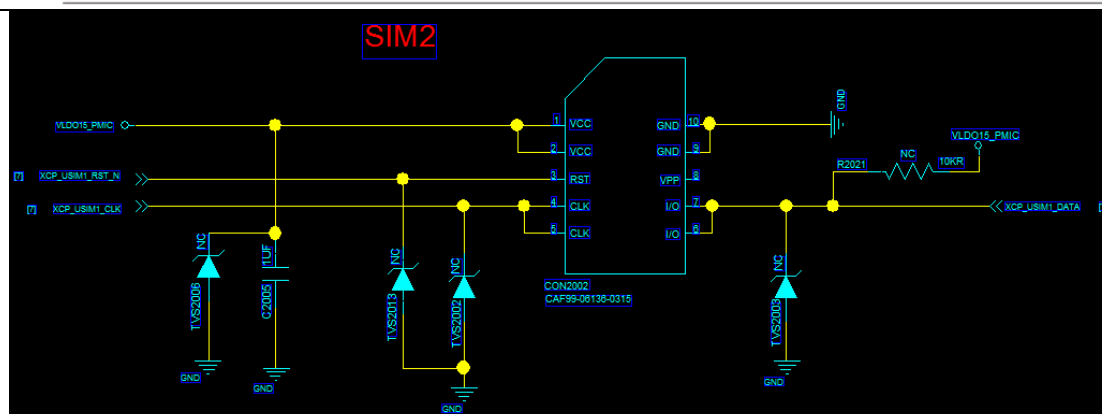 SIM2
VLDO15_PMIC
1 VCC
2 VCC
3 RST
4 CLK
5 CLK
GND 10
GND 9
VPP 8
I/O 7
I/O 6
GND
VLDO15_PMIC
R2021 NC 10KR
[7] XCP_USIM1_RST_N
[7] XCP_USIM1_CLK
XCP_USIM1_DATA
NC
TVS2006
1UF
C2005
NC
TVS2013
NC
TVS2002
CON2002
CAF99-06136-0315
NC
TVS2003
GND
GND
GND
GND